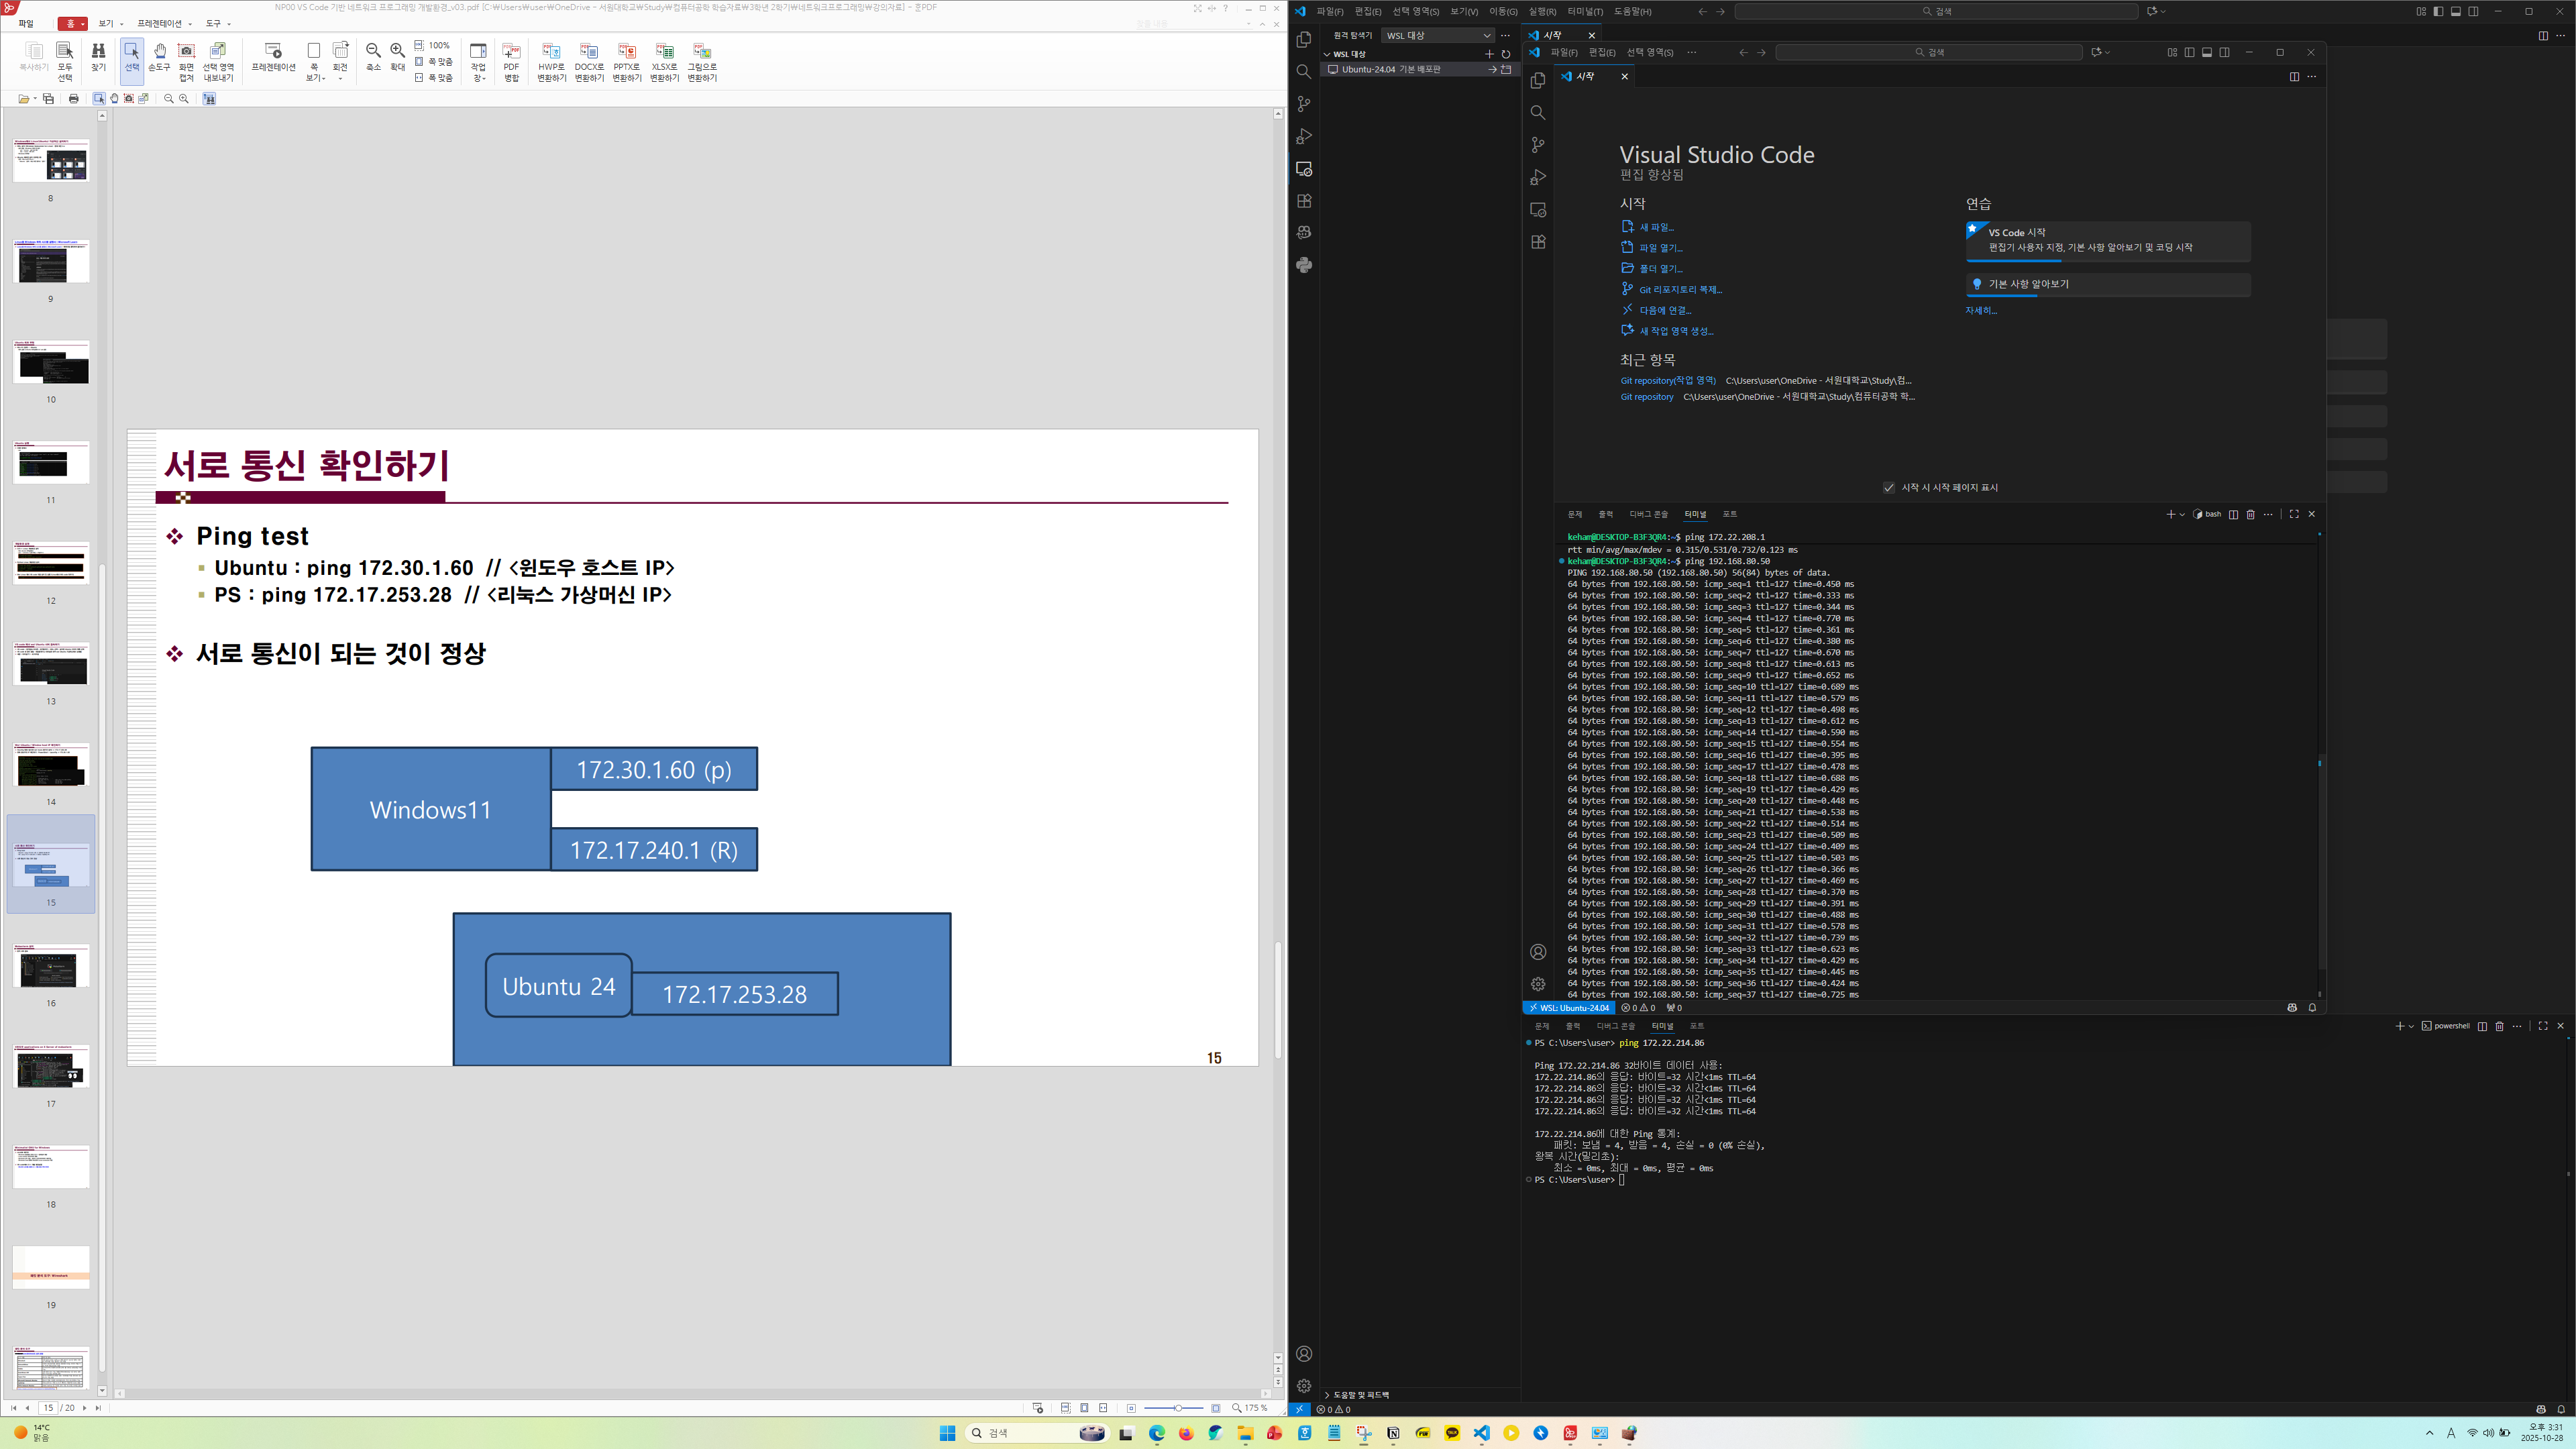 NP00 VS Code 기반 네트워크 프로그래밍 개발환경_v03.pdf [C:₩Users₩user₩OneDrive - 서원대학교₩Study₩컴퓨터공학 학습자료₩3학년 2학기₩네트워크프로그래밍₩강의자료] - 훈PDF
파일 홈 보기 프레젠테이션 도구
복사하기 모두 선택 찾기 선택 손도구 화면 캡처 선택 영역 내보내기 프레젠테이션 쪽 보기 회전 축소 확대 100% 쪽 맞춤 폭 맞춤 작업 창 PDF 병합 HWP로 변환하기 DOCX로 변환하기 PPTX로 변환하기 XLSX로 변환하기 그림으로 변환하기
8
9
10
11
12
13
14
15
16
17
18
19
서로 통신 확인하기
Ping test
Ubuntu : ping 172.30.1.60 // <윈도우 호스트 IP>
PS : ping 172.17.253.28 // <리눅스 가상머신 IP>
서로 통신이 되는 것이 정상
Windows11
172.30.1.60 (p)
172.17.240.1 (R)
Ubuntu 24
172.17.253.28
15
15 / 20
175 %
파일(F) 편집(E) 선택 영역(S) 보기(V) 이동(G) 실행(R) 터미널(T) 도움말(H)
검색
원격 탐색기 WSL 대상
WSL 대상
Ubuntu-24.04 기본 배포판
시작
파일(F) 편집(E) 선택 영역(S)
검색
시작
Visual Studio Code
편집 향상됨
시작
새 파일...
파일 열기...
폴더 열기...
Git 리포지토리 복제...
다음에 연결...
새 작업 영역 생성...
최근 항목
Git repository(작업 영역) C:\Users\user\OneDrive - 서원대학교\Study\컴...
Git repository C:\Users\user\OneDrive - 서원대학교\Study\컴퓨터공학 학...
연습
VS Code 시작
편집기 사용자 지정, 기본 사항 알아보기 및 코딩 시작
기본 사항 알아보기
자세히...
시작 시 시작 페이지 표시
문제 출력 디버그 콘솔 터미널 포트
bash
keham@DESKTOP-B3F3QR4:~$ ping 172.22.208.1
rtt min/avg/max/mdev = 0.315/0.531/0.732/0.123 ms
keham@DESKTOP-B3F3QR4:~$ ping 192.168.80.50
PING 192.168.80.50 (192.168.80.50) 56(84) bytes of data.
64 bytes from 192.168.80.50: icmp_seq=1 ttl=127 time=0.450 ms
64 bytes from 192.168.80.50: icmp_seq=2 ttl=127 time=0.333 ms
64 bytes from 192.168.80.50: icmp_seq=3 ttl=127 time=0.344 ms
64 bytes from 192.168.80.50: icmp_seq=4 ttl=127 time=0.770 ms
64 bytes from 192.168.80.50: icmp_seq=5 ttl=127 time=0.361 ms
64 bytes from 192.168.80.50: icmp_seq=6 ttl=127 time=0.380 ms
64 bytes from 192.168.80.50: icmp_seq=7 ttl=127 time=0.670 ms
64 bytes from 192.168.80.50: icmp_seq=8 ttl=127 time=0.613 ms
64 bytes from 192.168.80.50: icmp_seq=9 ttl=127 time=0.652 ms
64 bytes from 192.168.80.50: icmp_seq=10 ttl=127 time=0.689 ms
64 bytes from 192.168.80.50: icmp_seq=11 ttl=127 time=0.579 ms
64 bytes from 192.168.80.50: icmp_seq=12 ttl=127 time=0.498 ms
64 bytes from 192.168.80.50: icmp_seq=13 ttl=127 time=0.612 ms
64 bytes from 192.168.80.50: icmp_seq=14 ttl=127 time=0.590 ms
64 bytes from 192.168.80.50: icmp_seq=15 ttl=127 time=0.554 ms
64 bytes from 192.168.80.50: icmp_seq=16 ttl=127 time=0.395 ms
64 bytes from 192.168.80.50: icmp_seq=17 ttl=127 time=0.478 ms
64 bytes from 192.168.80.50: icmp_seq=18 ttl=127 time=0.688 ms
64 bytes from 192.168.80.50: icmp_seq=19 ttl=127 time=0.429 ms
64 bytes from 192.168.80.50: icmp_seq=20 ttl=127 time=0.448 ms
64 bytes from 192.168.80.50: icmp_seq=21 ttl=127 time=0.538 ms
64 bytes from 192.168.80.50: icmp_seq=22 ttl=127 time=0.514 ms
64 bytes from 192.168.80.50: icmp_seq=23 ttl=127 time=0.509 ms
64 bytes from 192.168.80.50: icmp_seq=24 ttl=127 time=0.409 ms
64 bytes from 192.168.80.50: icmp_seq=25 ttl=127 time=0.503 ms
64 bytes from 192.168.80.50: icmp_seq=26 ttl=127 time=0.366 ms
64 bytes from 192.168.80.50: icmp_seq=27 ttl=127 time=0.469 ms
64 bytes from 192.168.80.50: icmp_seq=28 ttl=127 time=0.370 ms
64 bytes from 192.168.80.50: icmp_seq=29 ttl=127 time=0.391 ms
64 bytes from 192.168.80.50: icmp_seq=30 ttl=127 time=0.488 ms
64 bytes from 192.168.80.50: icmp_seq=31 ttl=127 time=0.578 ms
64 bytes from 192.168.80.50: icmp_seq=32 ttl=127 time=0.739 ms
64 bytes from 192.168.80.50: icmp_seq=33 ttl=127 time=0.623 ms
64 bytes from 192.168.80.50: icmp_seq=34 ttl=127 time=0.429 ms
64 bytes from 192.168.80.50: icmp_seq=35 ttl=127 time=0.445 ms
64 bytes from 192.168.80.50: icmp_seq=36 ttl=127 time=0.424 ms
64 bytes from 192.168.80.50: icmp_seq=37 ttl=127 time=0.725 ms
WSL: Ubuntu-24.04 0 0 0
문제 출력 디버그 콘솔 터미널 포트
powershell
PS C:\Users\user> ping 172.22.214.86
Ping 172.22.214.86 32바이트 데이터 사용:
172.22.214.86의 응답: 바이트=32 시간<1ms TTL=64
172.22.214.86의 응답: 바이트=32 시간<1ms TTL=64
172.22.214.86의 응답: 바이트=32 시간<1ms TTL=64
172.22.214.86의 응답: 바이트=32 시간<1ms TTL=64
172.22.214.86에 대한 Ping 통계:
패킷: 보냄 = 4, 받음 = 4, 손실 = 0 (0% 손실),
왕복 시간(밀리초):
최소 = 0ms, 최대 = 0ms, 평균 = 0ms
PS C:\Users\user>
도움말 및 피드백
0 0
14°C
맑음
검색
A
오후 3:31
2025-10-28